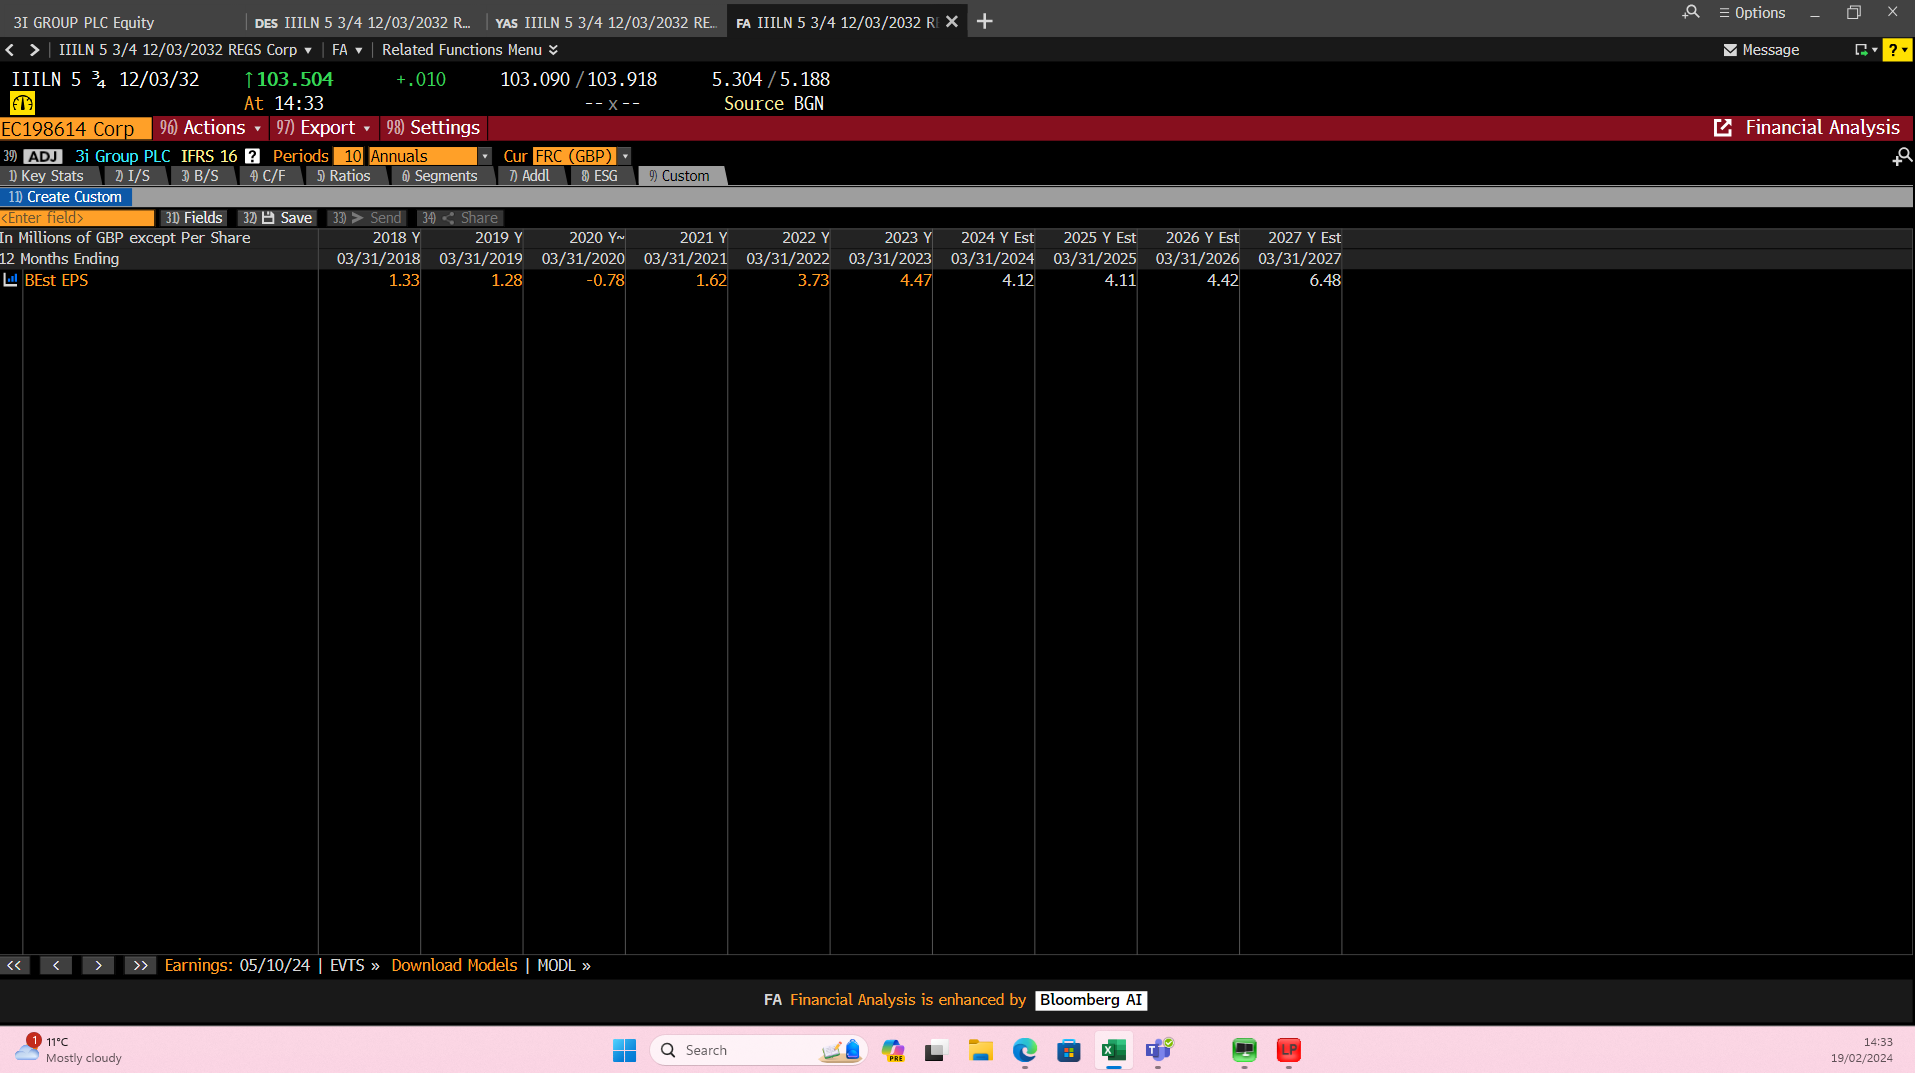 3I GROUP PLC Equity DES IIILN 5 3/4 12/03/2032 R... YAS IIILN 5 3/4 12/03/2032 RE... FA IIILN 5 3/4 12/03/2032 R Options
IIILN 5 3/4 12/03/2032 REGS Corp FA Related Functions Menu Message ?
IIILN 5 ¾ 12/03/32 ↑103.504 +.010 103.090 / 103.918 5.304 / 5.188
At 14:33 -- x -- Source BGN
EC198614 Corp 96) Actions 97) Export 98) Settings Financial Analysis
39) ADJ 3i Group PLC IFRS 16 ? Periods 10 Annuals Cur FRC (GBP)
1) Key Stats 2) I/S 3) B/S 4) C/F 5) Ratios 6) Segments 7) Addl 8) ESG 9) Custom
11) Create Custom
<Enter field> 31) Fields 32) Save 33) Send 34) Share
In Millions of GBP except Per Share 2018 Y 2019 Y 2020 Y~ 2021 Y 2022 Y 2023 Y 2024 Y Est 2025 Y Est 2026 Y Est 2027 Y Est
12 Months Ending 03/31/2018 03/31/2019 03/31/2020 03/31/2021 03/31/2022 03/31/2023 03/31/2024 03/31/2025 03/31/2026 03/31/2027
BEst EPS 1.33 1.28 -0.78 1.62 3.73 4.47 4.12 4.11 4.42 6.48
<< < > >> Earnings: 05/10/24 | EVTS » Download Models | MODL »
FA Financial Analysis is enhanced by Bloomberg AI
1 11°C
Mostly cloudy
Search
PRE
LP
14:33
19/02/2024